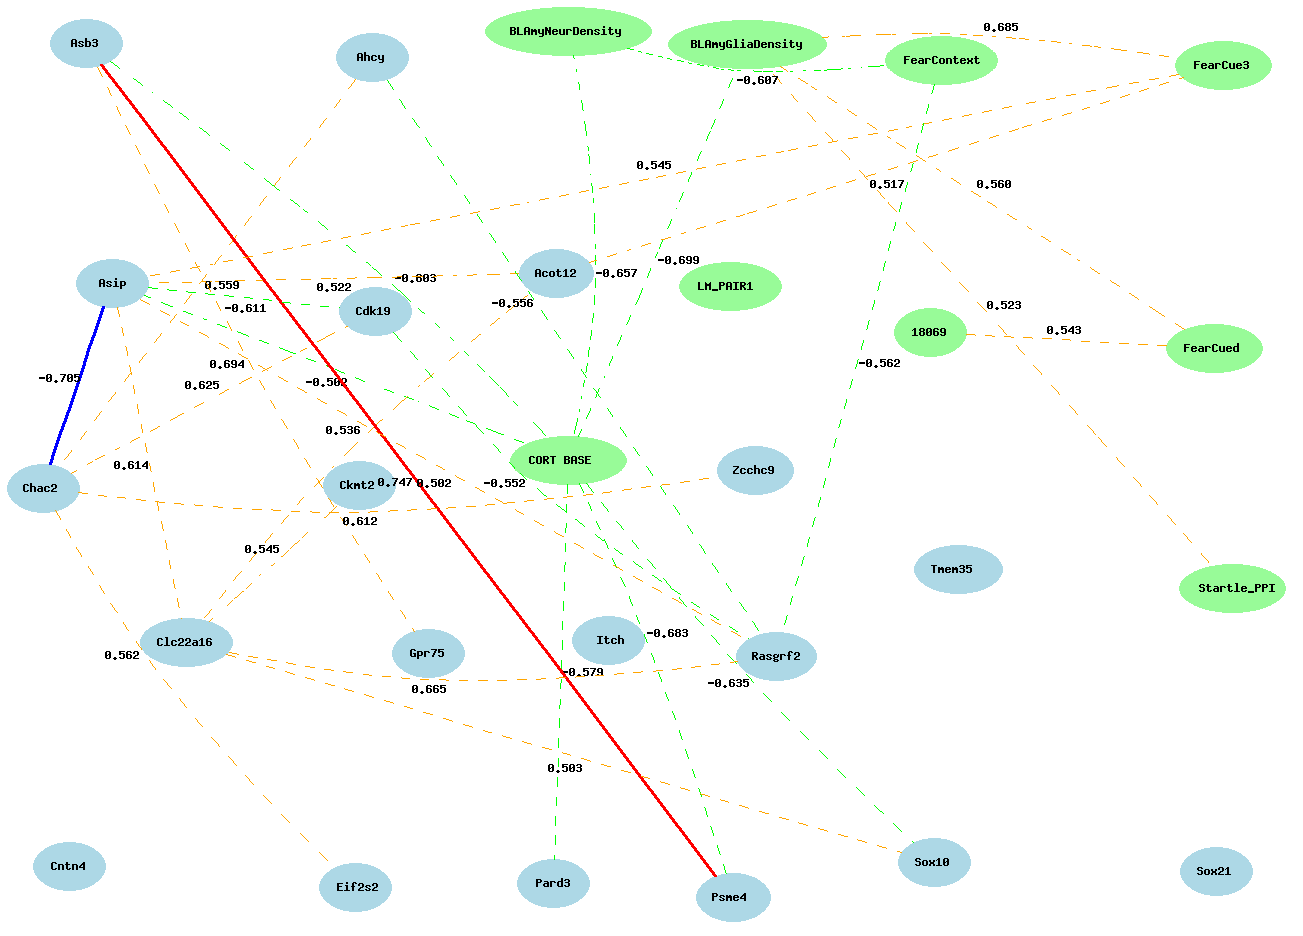 BLAmyNeurDensity
0.685
Asb3
BLAmyGliaDensity
Ahcy
FearContext
FearCue3
-0.607
0.545
0.517
0.560
-0.699
-0.657
Acot12
-0.603
Asip
0.559
0.522
LM_PAIR1
-0.611
Cdk19
-0.556
0.523
18069
0.543
FearCued
0.694
-0.562
-0.705
0.625
-0.502
0.536
CORT BASE
0.614
Zcchc9
Chac2
Ckmt2
0.747
0.502
-0.552
0.612
0.545
Tmem35
Startle_PPI
-0.683
Clc22a16
Itch
0.562
Gpr75
Rasgrf2
-0.579
-0.635
0.665
0.503
Cntn4
Sox10
Sox21
Eif2s2
Pard3
Psme4